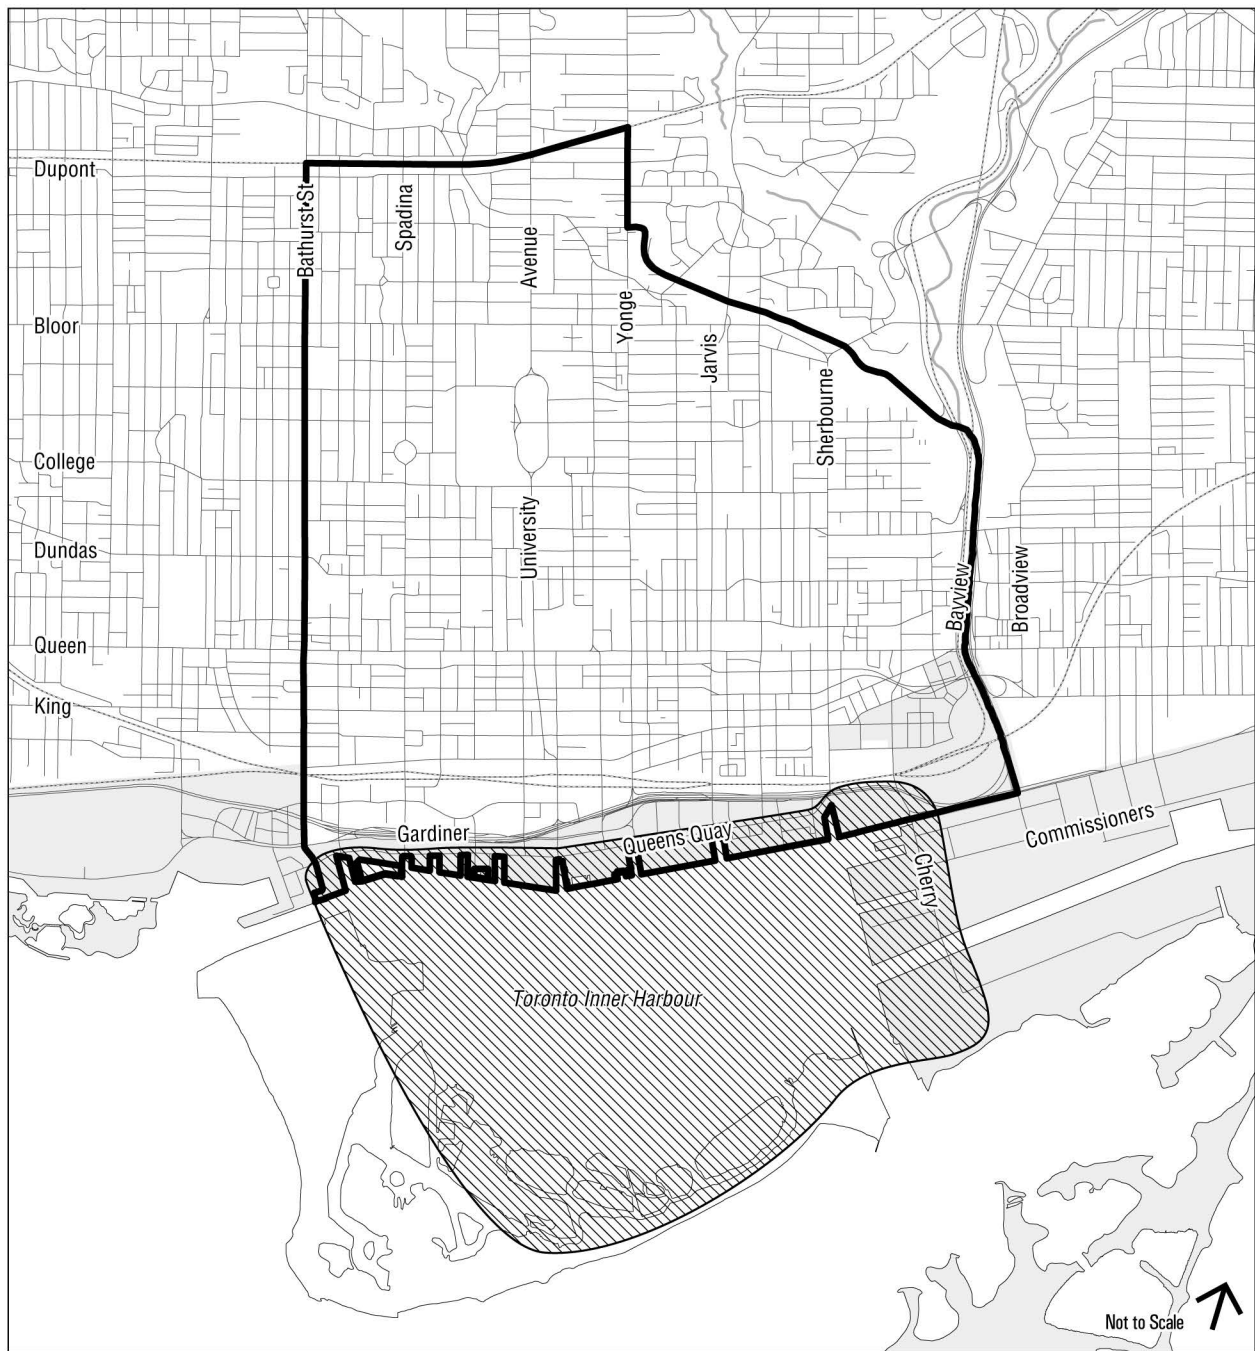 Dupont
Bathurst St
Spadina
Avenue
Yonge
Bloor
Jarvis
Sherbourne
College
University
Dundas
Bayview
Broadview
Queen
King
Gardiner
Queens Quay
Commissioners
Cherry
Toronto Inner Harbour
Not to Scale